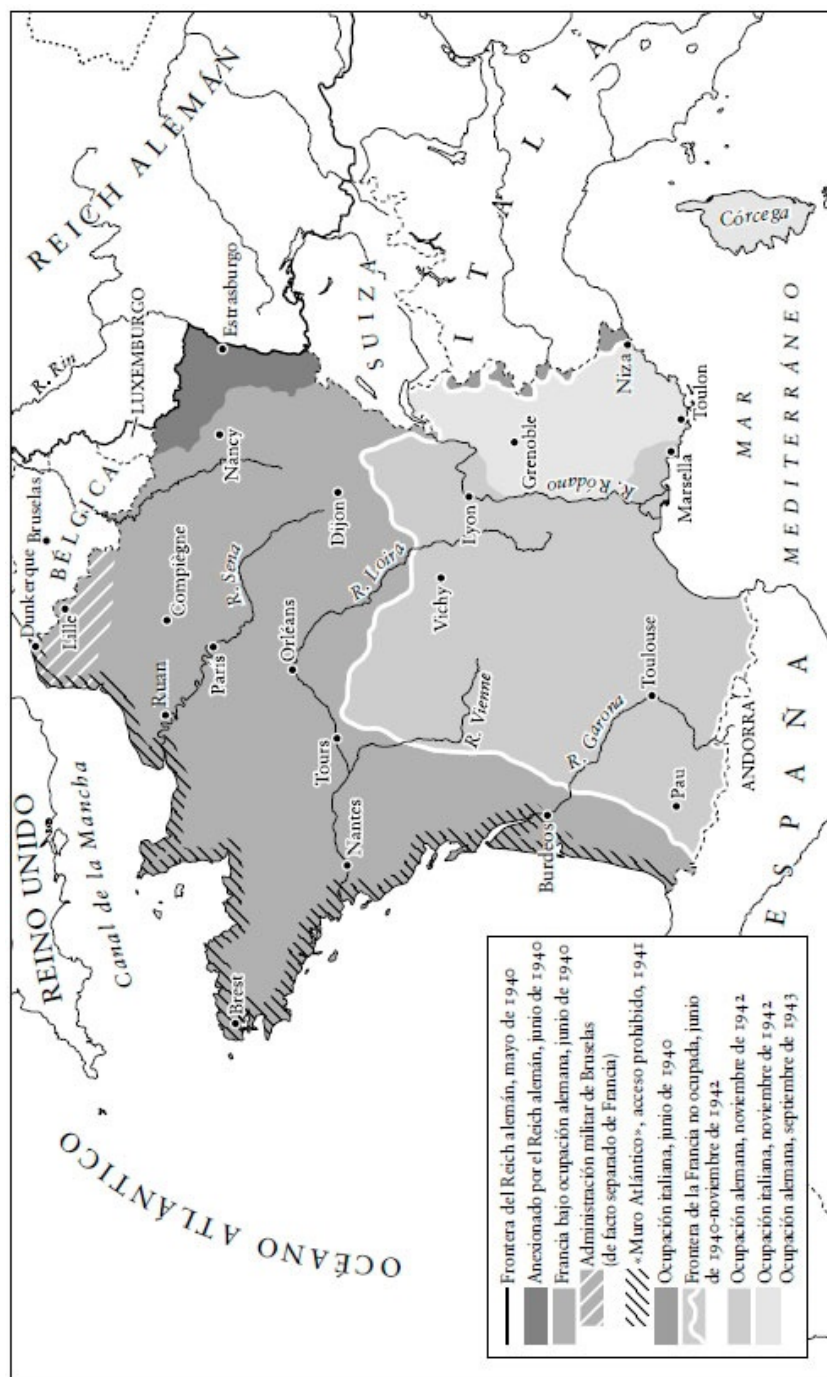 OCÉANO ATLÁNTICO
REINO UNIDO
Canal de la Mancha
Dunkerque
Bruselas
BÉLGICA
Lille
R. Rin
LUXEMBURGO
REICH ALEMÁN
Ruan
Compiègne
R. Sena
Paris
Nancy
Estrasburgo
Brest
Orléans
Tours
Nantes
Dijon
R. Loira
SUIZA
ITALIA
Vichy
R. Vienne
Lyon
Grenoble
R. Ródano
Burdeos
R. Garona
Toulouse
Pau
Niza
Marsella
Toulon
Córcega
MAR
MEDITERRÁNEO
ANDORRA
ESPAÑA
Frontera del Reich alemán, mayo de 1940
Anexionado por el Reich alemán, junio de 1940
Francia bajo ocupación alemana, junio de 1940
Administración militar de Bruselas
(de facto separado de Francia)
«Muro Atlántico», acceso prohibido, 1941
Ocupación italiana, junio de 1940
Frontera de la Francia no ocupada, junio
de 1940-noviembre de 1942
Ocupación alemana, noviembre de 1942
Ocupación italiana, noviembre de 1942
Ocupación alemana, septiembre de 1943